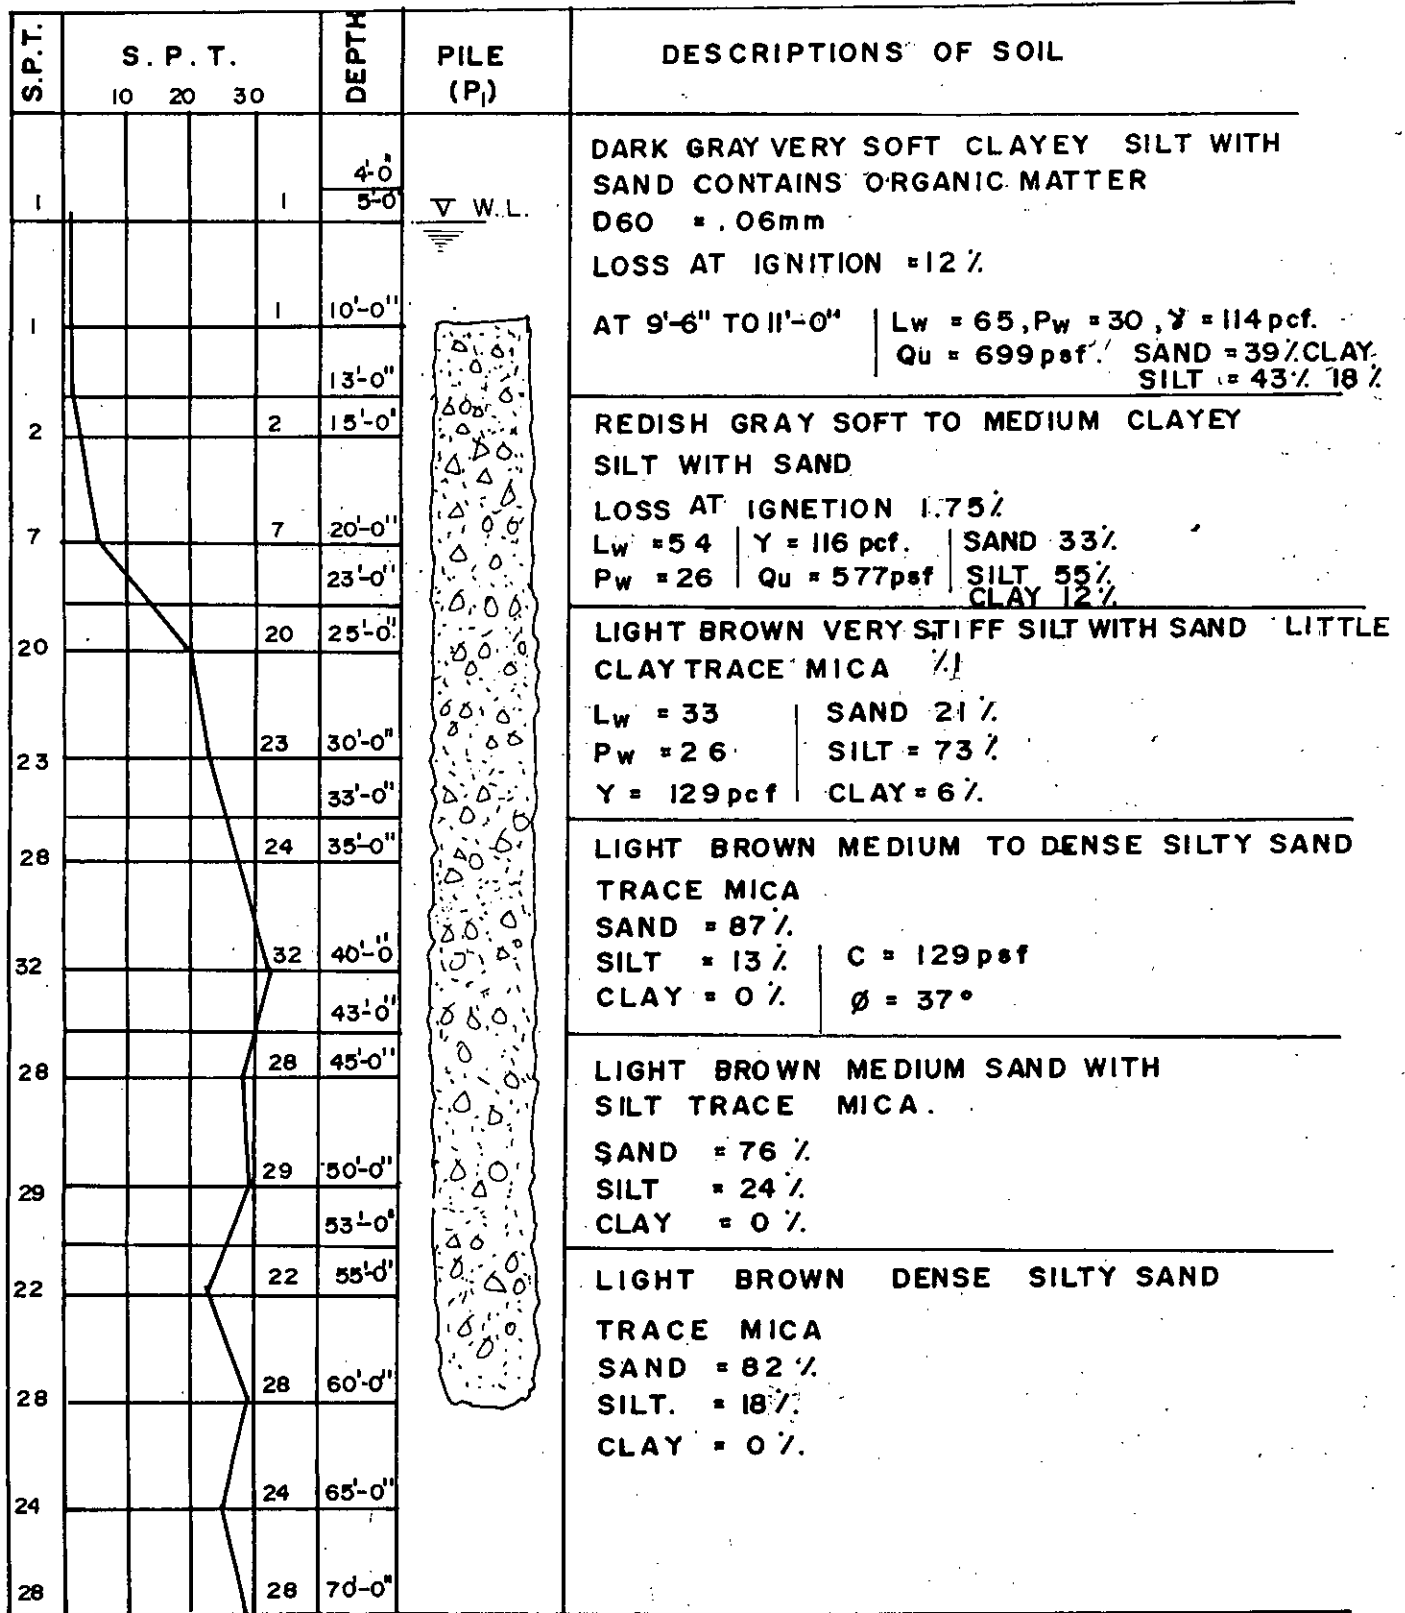 S.P.T.
S. P. T.
10 20 30
DEPTH
PILE
(P1)
DESCRIPTIONS OF SOIL
DARK GRAY VERY SOFT CLAYEY SILT WITH
4'-0"
SAND CONTAINS ORGANIC MATTER
1 1 5'-0"
∇ W.L.
D60 = .06mm
LOSS AT IGNITION =12 %
1 1 10'-0"
AT 9'-6" TO 11'-0" Lw = 65, Pw = 30, γ = 114 pcf.
Qu = 699 psf. SAND = 39% CLAY
13'-0"
SILT = 43% 18 %
2 2 15'-0"
REDISH GRAY SOFT TO MEDIUM CLAYEY
SILT WITH SAND
LOSS AT IGNETION 1.75%
7 7 20'-0"
Lw =54 Y = 116 pcf. SAND 33%
23'-0"
Pw =26 Qu = 577psf SILT 55%
CLAY 12%
20 20 25'-0"
LIGHT BROWN VERY STIFF SILT WITH SAND LITTLE
CLAY TRACE MICA %1
Lw = 33 SAND 21 %
23 23 30'-0"
Pw =26 SILT = 73 %
33'-0"
Y = 129 pcf CLAY = 6 %
28 24 35'-0"
LIGHT BROWN MEDIUM TO DENSE SILTY SAND
TRACE MICA
SAND = 87 %
32 32 40'-0"
SILT = 13 % C = 129 psf
CLAY = 0 % Ø = 37°
43'-0"
28 28 45'-0"
LIGHT BROWN MEDIUM SAND WITH
SILT TRACE MICA.
SAND = 76 %
29 29 50'-0"
SILT = 24 %
53'-0"
CLAY = 0 %
22 22 55'-0"
LIGHT BROWN DENSE SILTY SAND
TRACE MICA
SAND = 82 %
28 28 60'-0"
SILT. = 18 %
CLAY = 0 %.
24 24 65'-0"
28 28 70'-0"